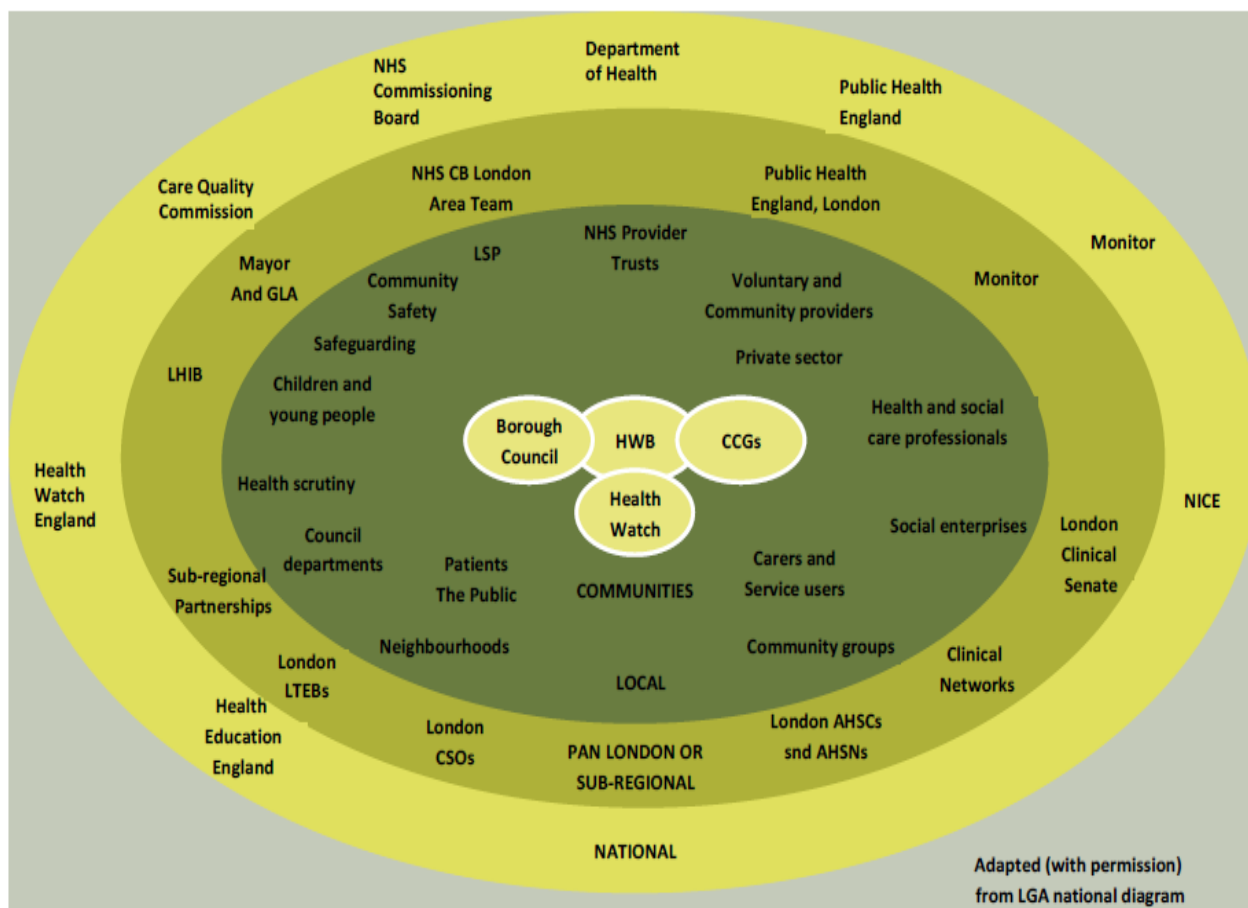 Department
of Health
NHS
Commissioning
Board
Public Health
England
Care Quality
Commission
NHS CB London
Area Team
Public Health
England, London
Monitor
Mayor
And GLA
LSP
NHS Provider
Trusts
Monitor
Community
Safety
Voluntary and
Community providers
Safeguarding
Private sector
LHIB
Children and
young people
Health and social
care professionals
Borough
Council
HWB
CCGs
Health
Watch
England
Health scrutiny
Health
Watch
NICE
Council
departments
Social enterprises
London
Clinical
Senate
Sub-regional
Partnerships
Patients
The Public
COMMUNITIES
Carers and
Service users
Neighbourhoods
Community groups
London
LTEBs
LOCAL
Clinical
Networks
Health
Education
England
London
CSOs
PAN LONDON OR
SUB-REGIONAL
London AHSCs
snd AHSNs
NATIONAL
Adapted (with permission)
from LGA national diagram